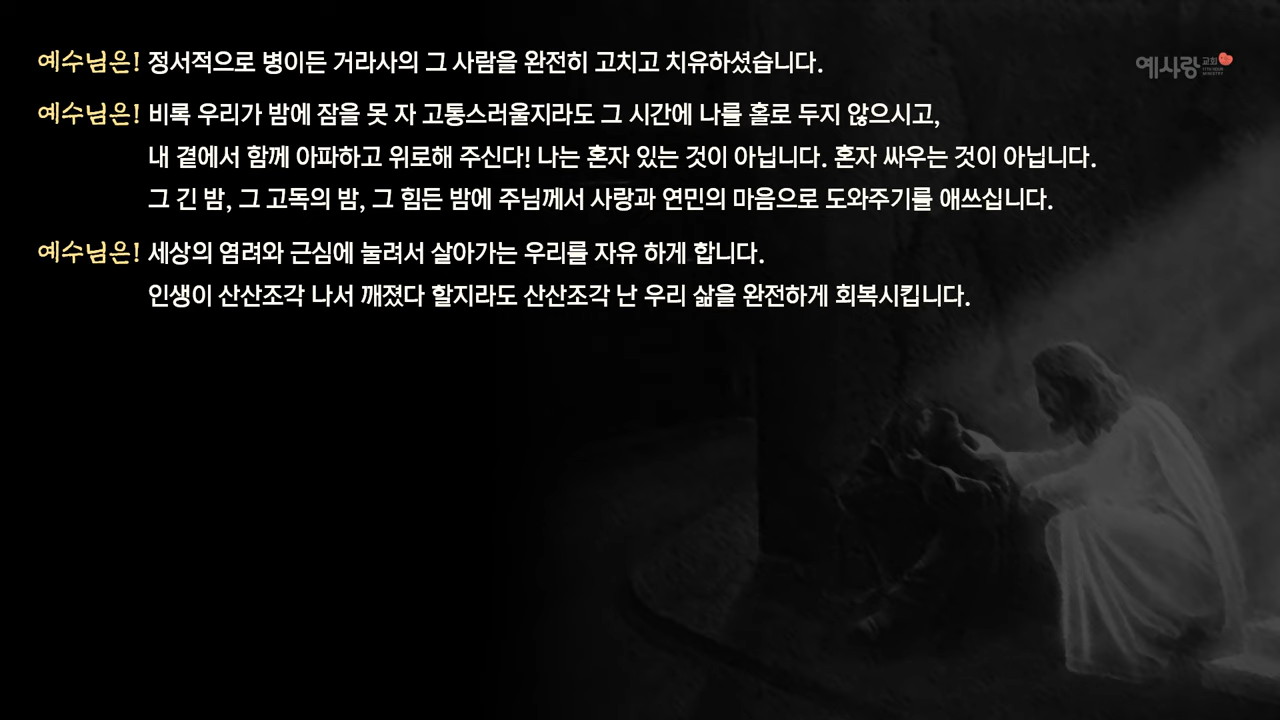 예수님은! 정서적으로 병이든 거라사의 그 사람을 완전히 고치고 치유하셨습니다.
예사랑 교회
예수님은! 비록 우리가 밤에 잠을 못 자 고통스러울지라도 그 시간에 나를 홀로 두지 않으시고,
내 곁에서 함께 아파하고 위로해 주신다! 나는 혼자 있는 것이 아닙니다. 혼자 싸우는 것이 아닙니다.
그 긴 밤, 그 고독의 밤, 그 힘든 밤에 주님께서 사랑과 연민의 마음으로 도와주기를 애쓰십니다.
예수님은! 세상의 염려와 근심에 눌려서 살아가는 우리를 자유 하게 합니다.
인생이 산산조각 나서 깨졌다 할지라도 산산조각 난 우리 삶을 완전하게 회복시킵니다.